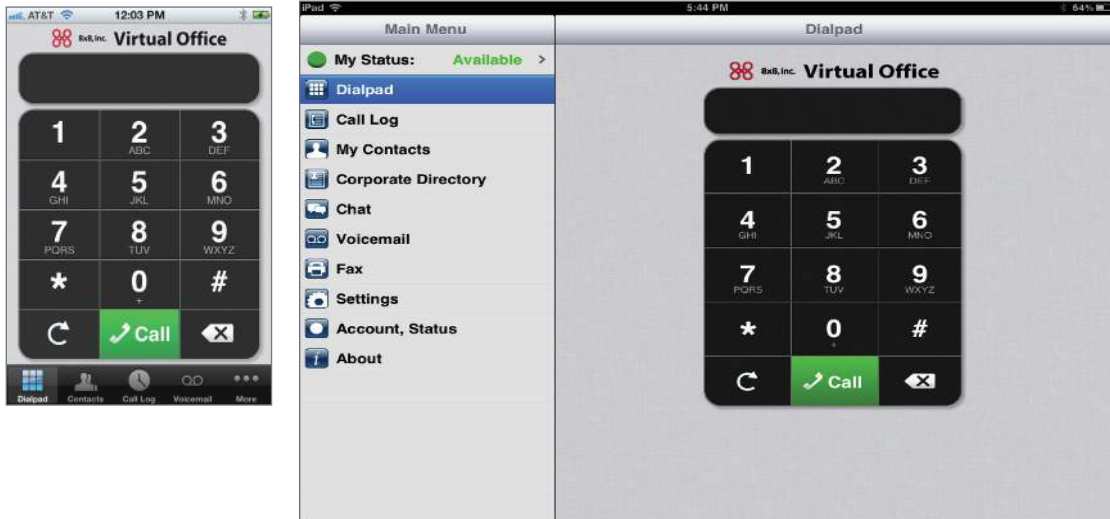 AT&T 12:03 PM
8x8, Inc. Virtual Office
1 2 3
ABC DEF
4 5 6
GHI JKL MNO
7 8 9
PQRS TUV WXYZ
* 0 #
+
Call
Dialpad Contacts Call Log Voicemail More
iPad 5:44 PM 64%
Main Menu
My Status: Available >
Dialpad
Call Log
My Contacts
Corporate Directory
Chat
Voicemail
Fax
Settings
Account, Status
About
Dialpad
8x8, Inc. Virtual Office
1 2 3
ABC DEF
4 5 6
GHI JKL MNO
7 8 9
PQRS TUV WXYZ
* 0 #
+
Call